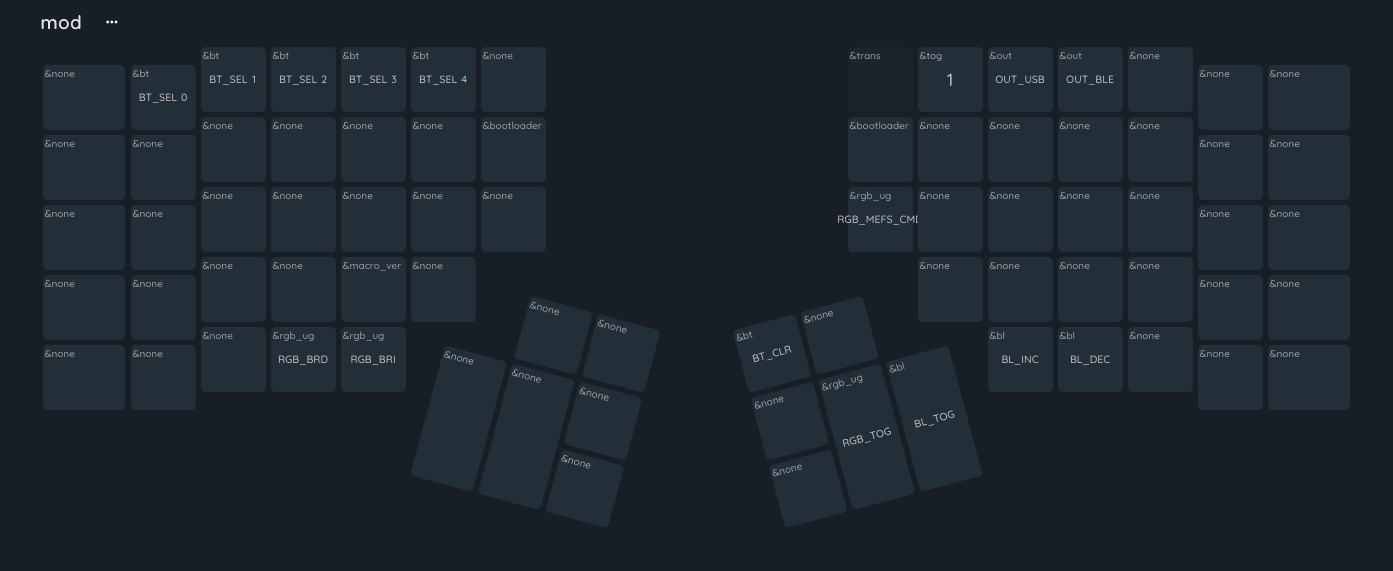 mod ...
&none
&bt
BT_SEL 0
&bt
BT_SEL 1
&bt
BT_SEL 2
&bt
BT_SEL 3
&bt
BT_SEL 4
&none
&trans
&tog
1
&out
OUT_USB
&out
OUT_BLE
&none
&none
&none
&none
&none
&none
&none
&none
&none
&bootloader
&bootloader
&none
&none
&none
&none
&none
&none
&none
&none
&none
&none
&none
&none
&none
&rgb_ug
RGB_MEFS_CMD
&none
&none
&none
&none
&none
&none
&none
&none
&none
&none
&macro_ver
&none
&none
&none
&none
&none
&none
&none
&none
&none
&none
&rgb_ug
RGB_BRD
&rgb_ug
RGB_BRI
&bl
BL_INC
&bl
BL_DEC
&none
&none
&none
&none
&none
&none
&none
&none
&none
&bt
BT_CLR
&none
&none
&rgb_ug
RGB_TOG
&bl
BL_TOG
&none